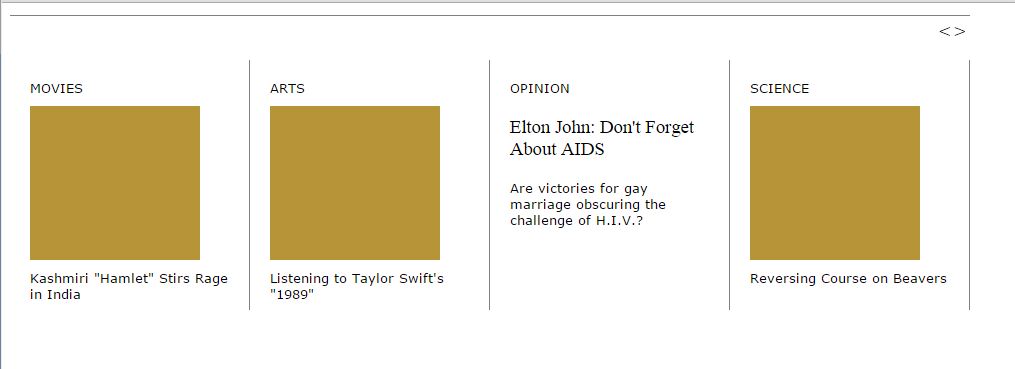 < >
MOVIES
Kashmiri "Hamlet" Stirs Rage
in India
ARTS
Listening to Taylor Swift's
"1989"
OPINION
Elton John: Don't Forget
About AIDS
Are victories for gay
marriage obscuring the
challenge of H.I.V.?
SCIENCE
Reversing Course on Beavers